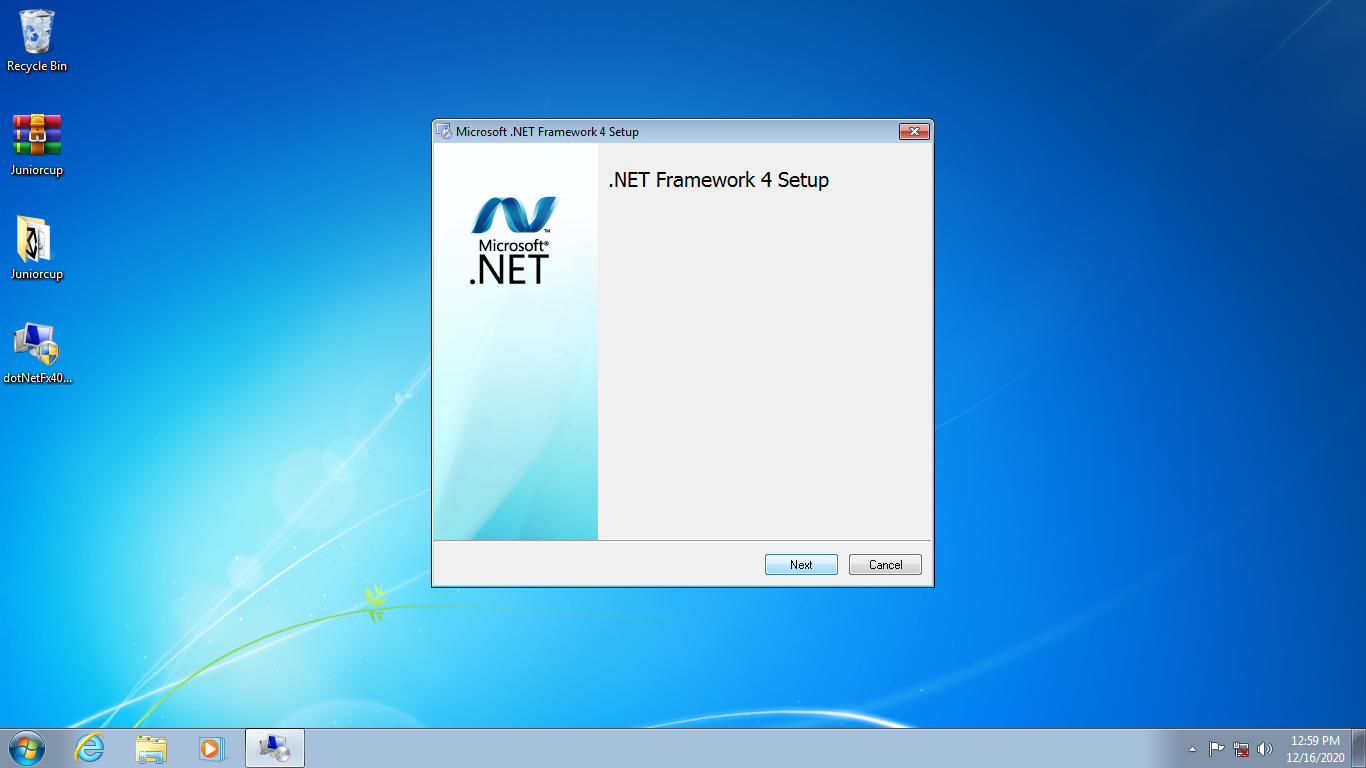 Recycle Bin
Juniorcup
Juniorcup
dotNetFx40...
Microsoft .NET Framework 4 Setup
.NET Framework 4 Setup
Microsoft®
.NET
TM
Next
Cancel
12:59 PM
12/16/2020